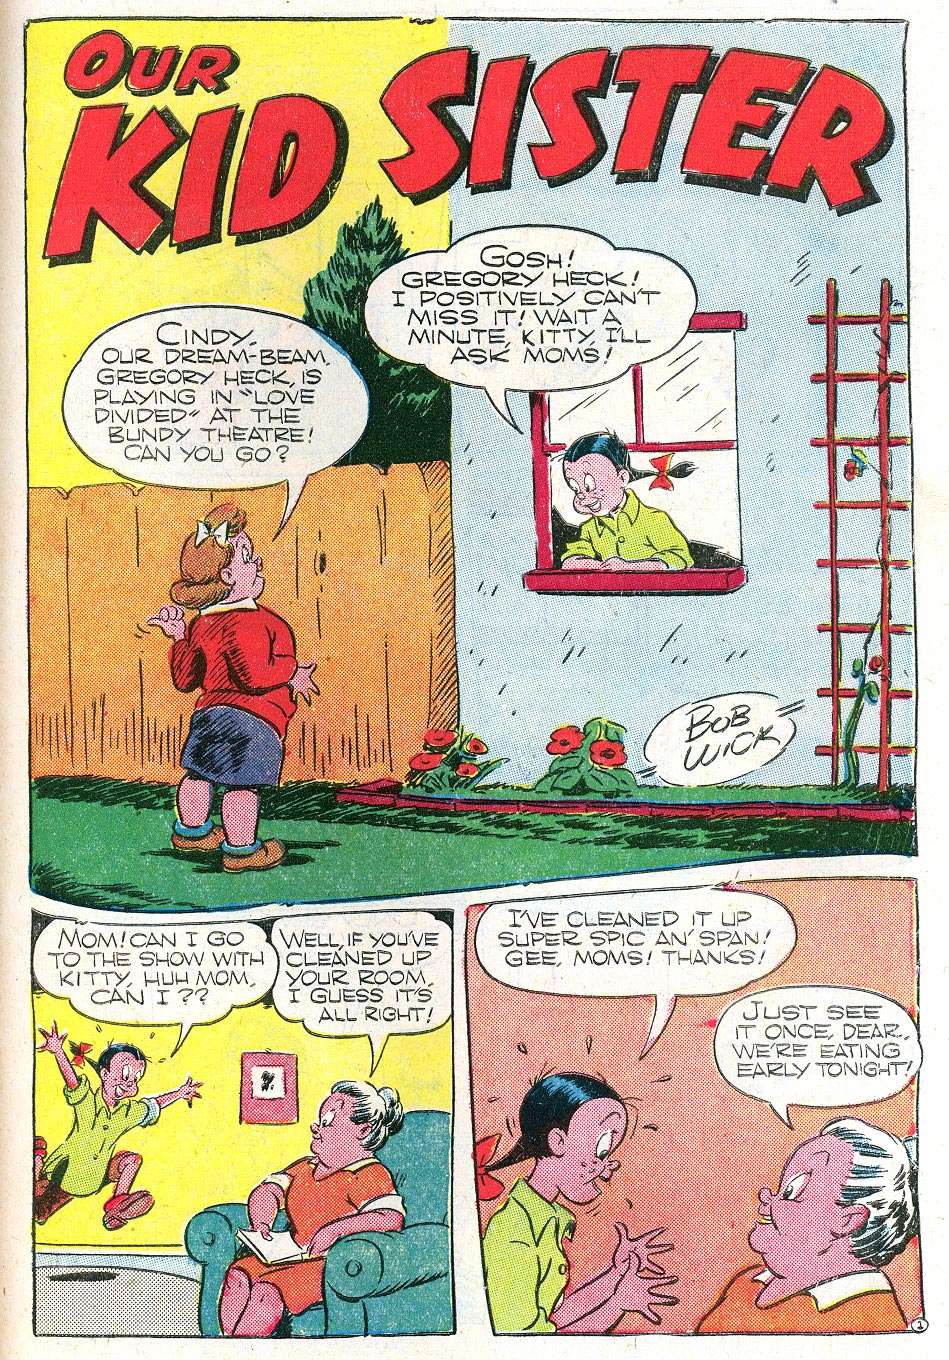 OUR
KID SISTER
CINDY,
OUR DREAM-BEAM,
GREGORY HECK, IS
PLAYING IN "LOVE
DIVIDED" AT THE
BUNDY THEATRE!
CAN YOU GO?
GOSH!
GREGORY HECK!
I POSITIVELY CAN'T
MISS IT! WAIT A
MINUTE, KITTY, I'LL
ASK MOMS!
BOB
WICK
MOM! CAN I GO
TO THE SHOW WITH
KITTY, HUH MOM,
CAN I??
WELL, IF YOU'VE
CLEANED UP
YOUR ROOM,
I GUESS IT'S
ALL RIGHT!
I'VE CLEANED IT UP
SUPER SPIC AN' SPAN!
GEE, MOMS! THANKS!
JUST SEE
IT ONCE, DEAR,
WE'RE EATING
EARLY TONIGHT!
1